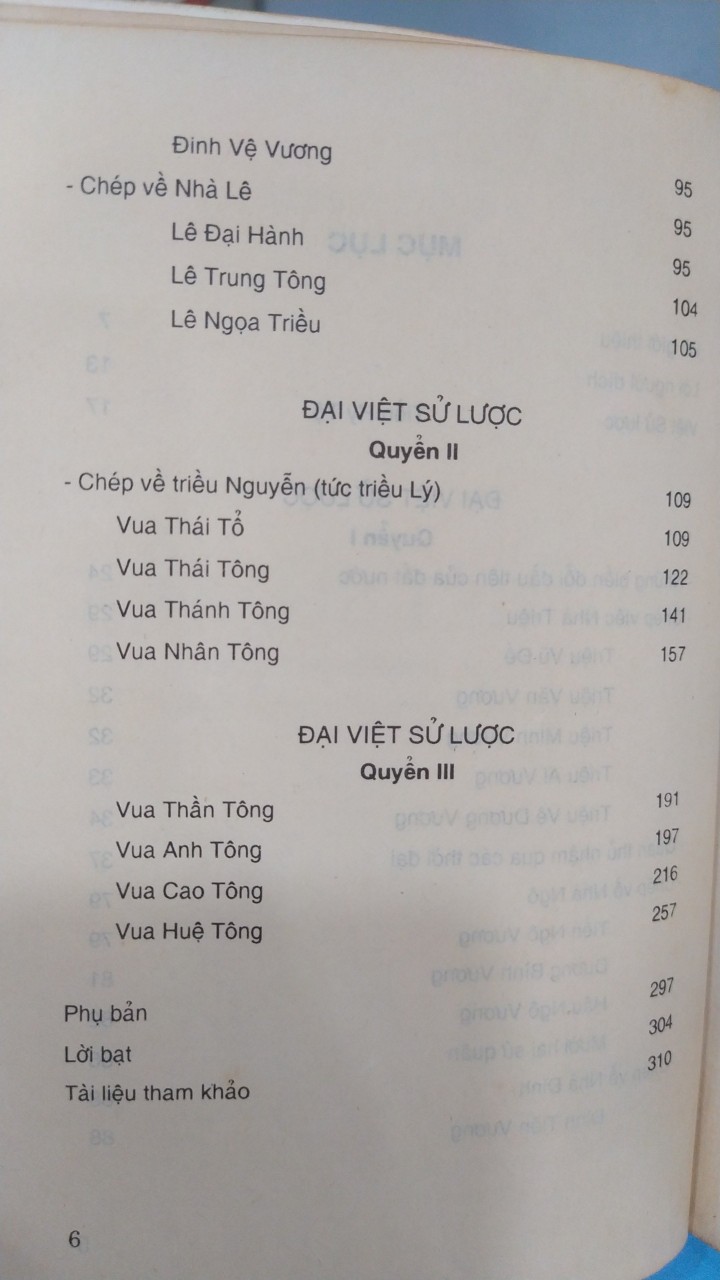 Đinh Vệ Vương 95
- Chép về Nhà Lê 95
Lê Đại Hành 95
Lê Trung Tông 104
Lê Ngọa Triều 105
ĐẠI VIỆT SỬ LƯỢC
Quyển II
- Chép về triều Nguyễn (tức triều Lý) 109
Vua Thái Tổ 109
Vua Thái Tông 122
Vua Thánh Tông 141
Vua Nhân Tông 157
ĐẠI VIỆT SỬ LƯỢC
Quyển III
Vua Thần Tông 191
Vua Anh Tông 197
Vua Cao Tông 216
Vua Huệ Tông 257
Phụ bản 297
Lời bạt 304
Tài liệu tham khảo 310
6